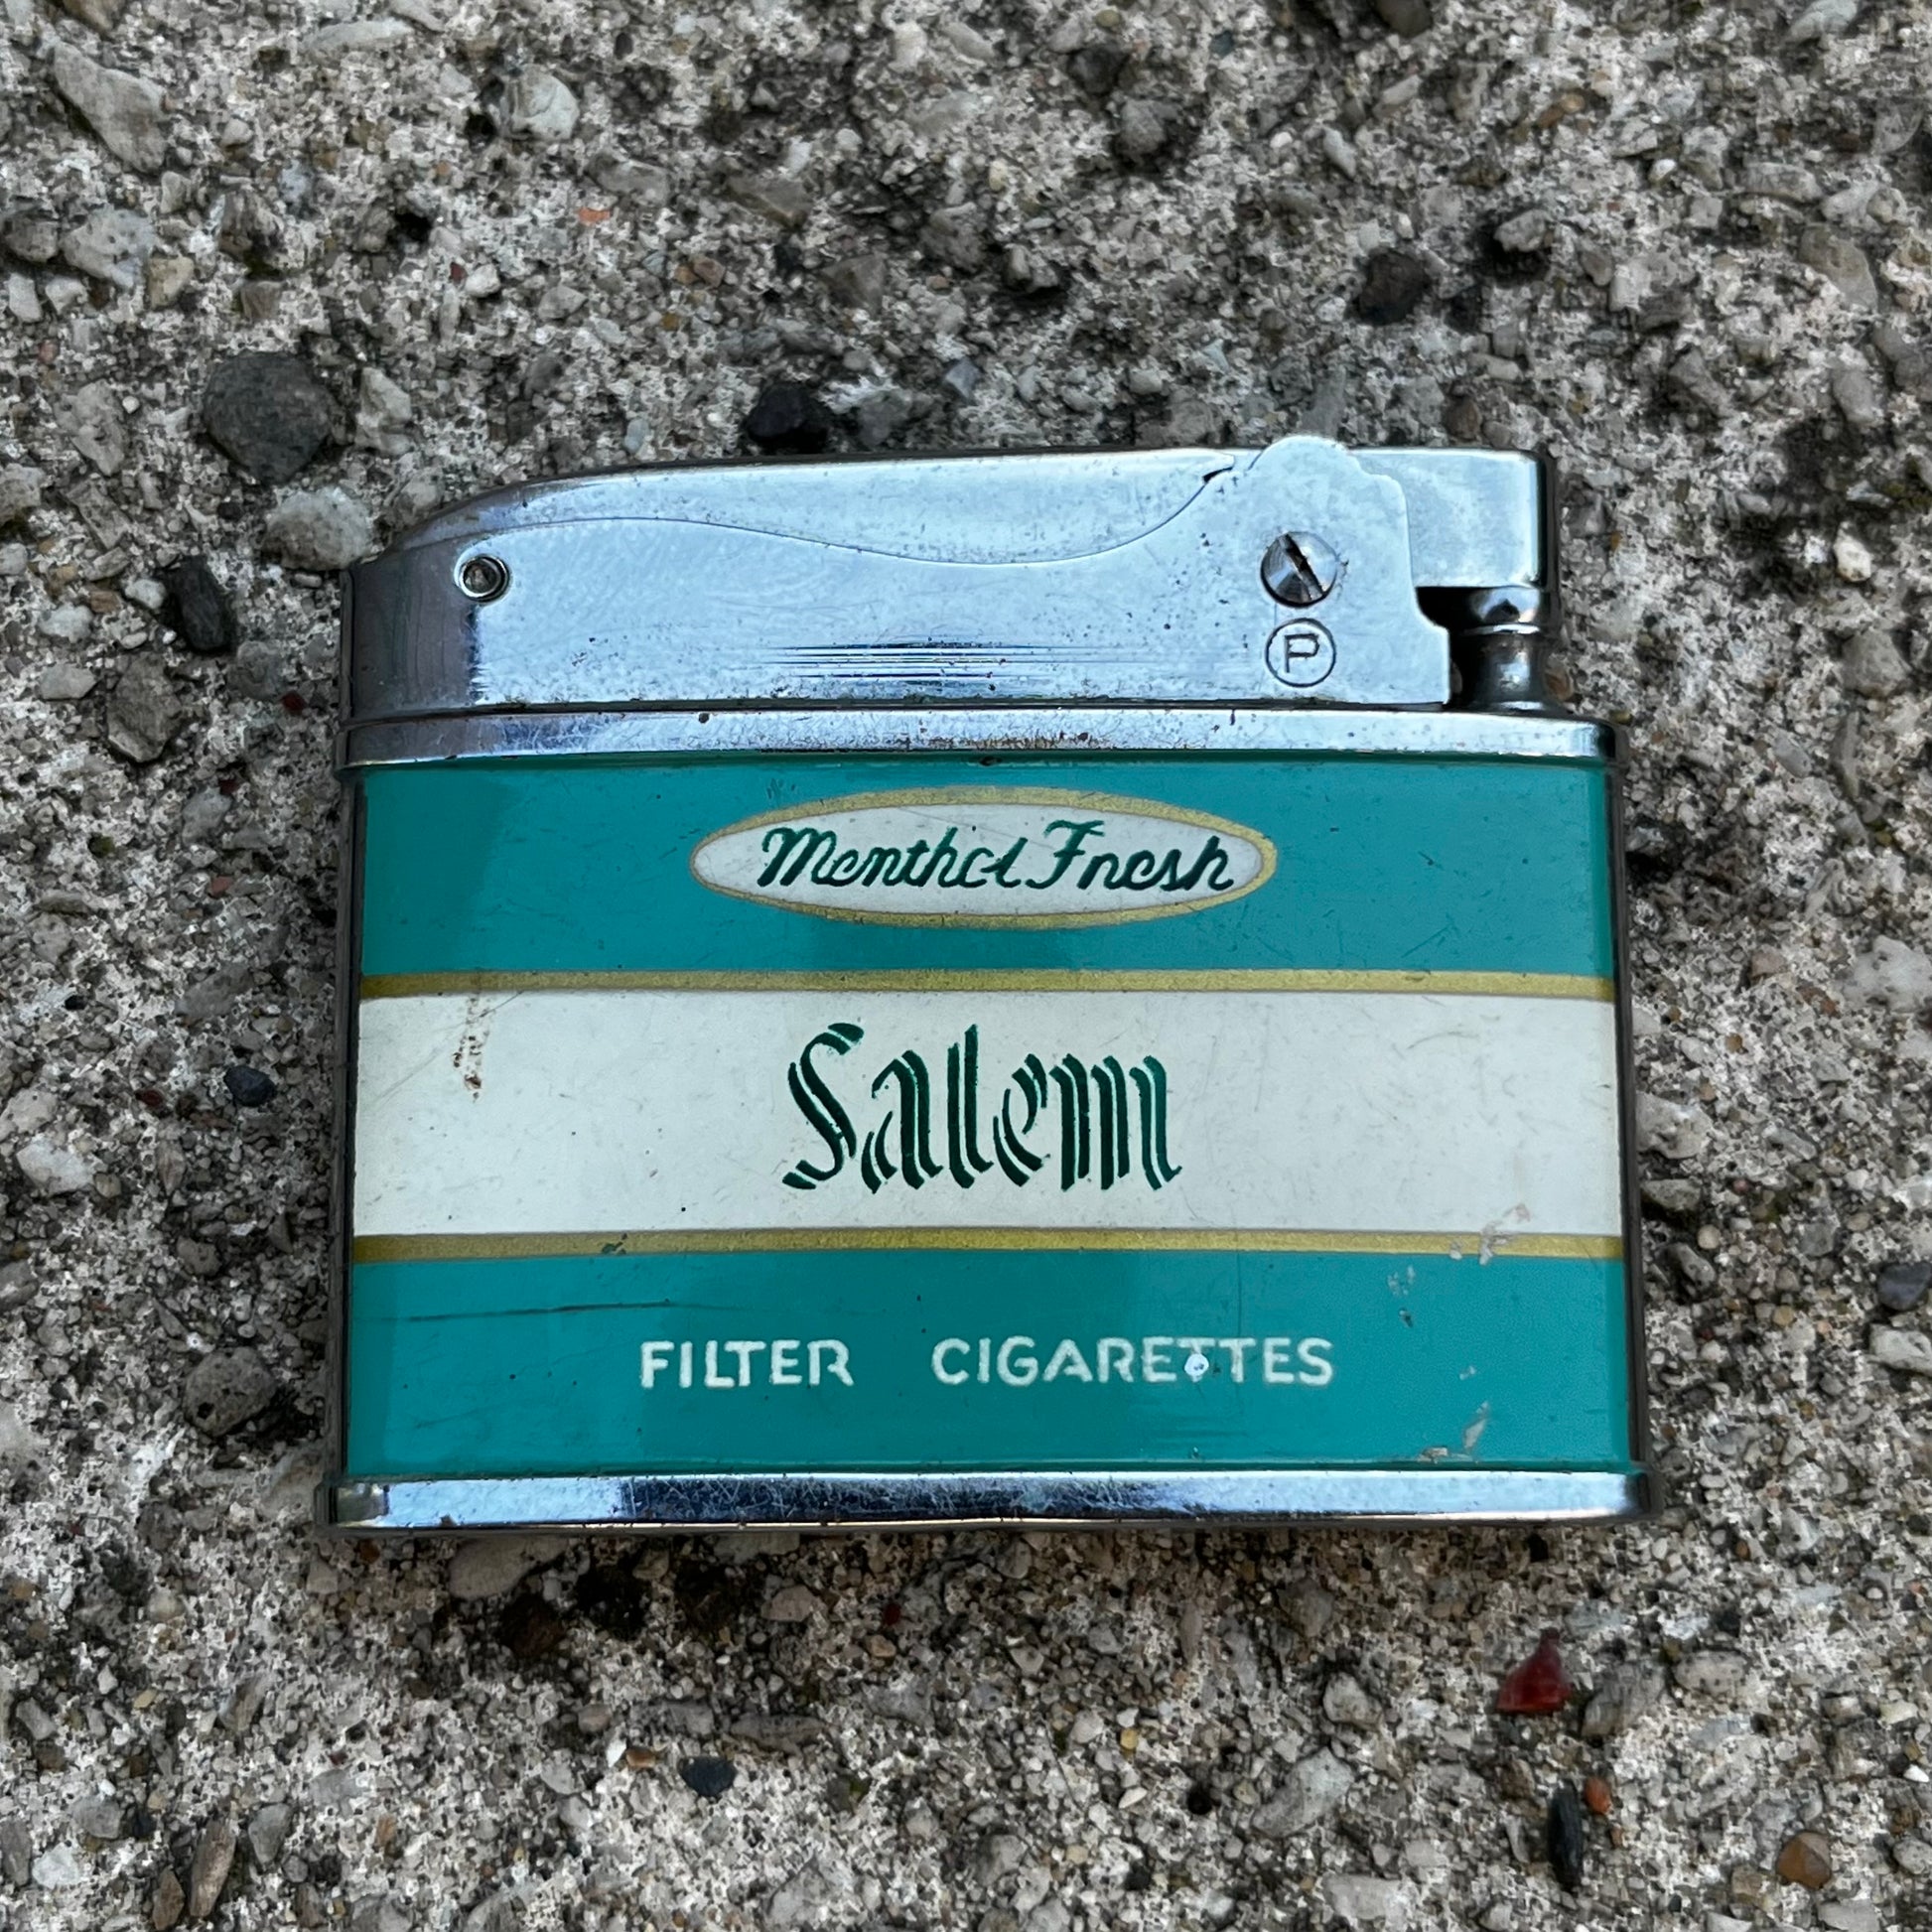 P
Menthol Fresh
Salem
FILTER CIGARETTES